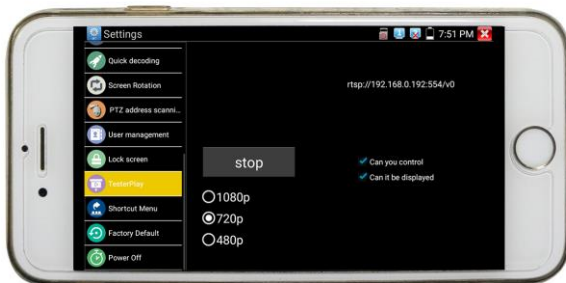 Settings
7:51 PM
Quick decoding
Screen Rotation
PTZ address scanni...
User management
Lock screen
TesterPlay
Shortcut Menu
Factory Default
Power Off
rtsp://192.168.0.192:554/v0
stop
Can you control
Can it be displayed
1080p
720p
480p